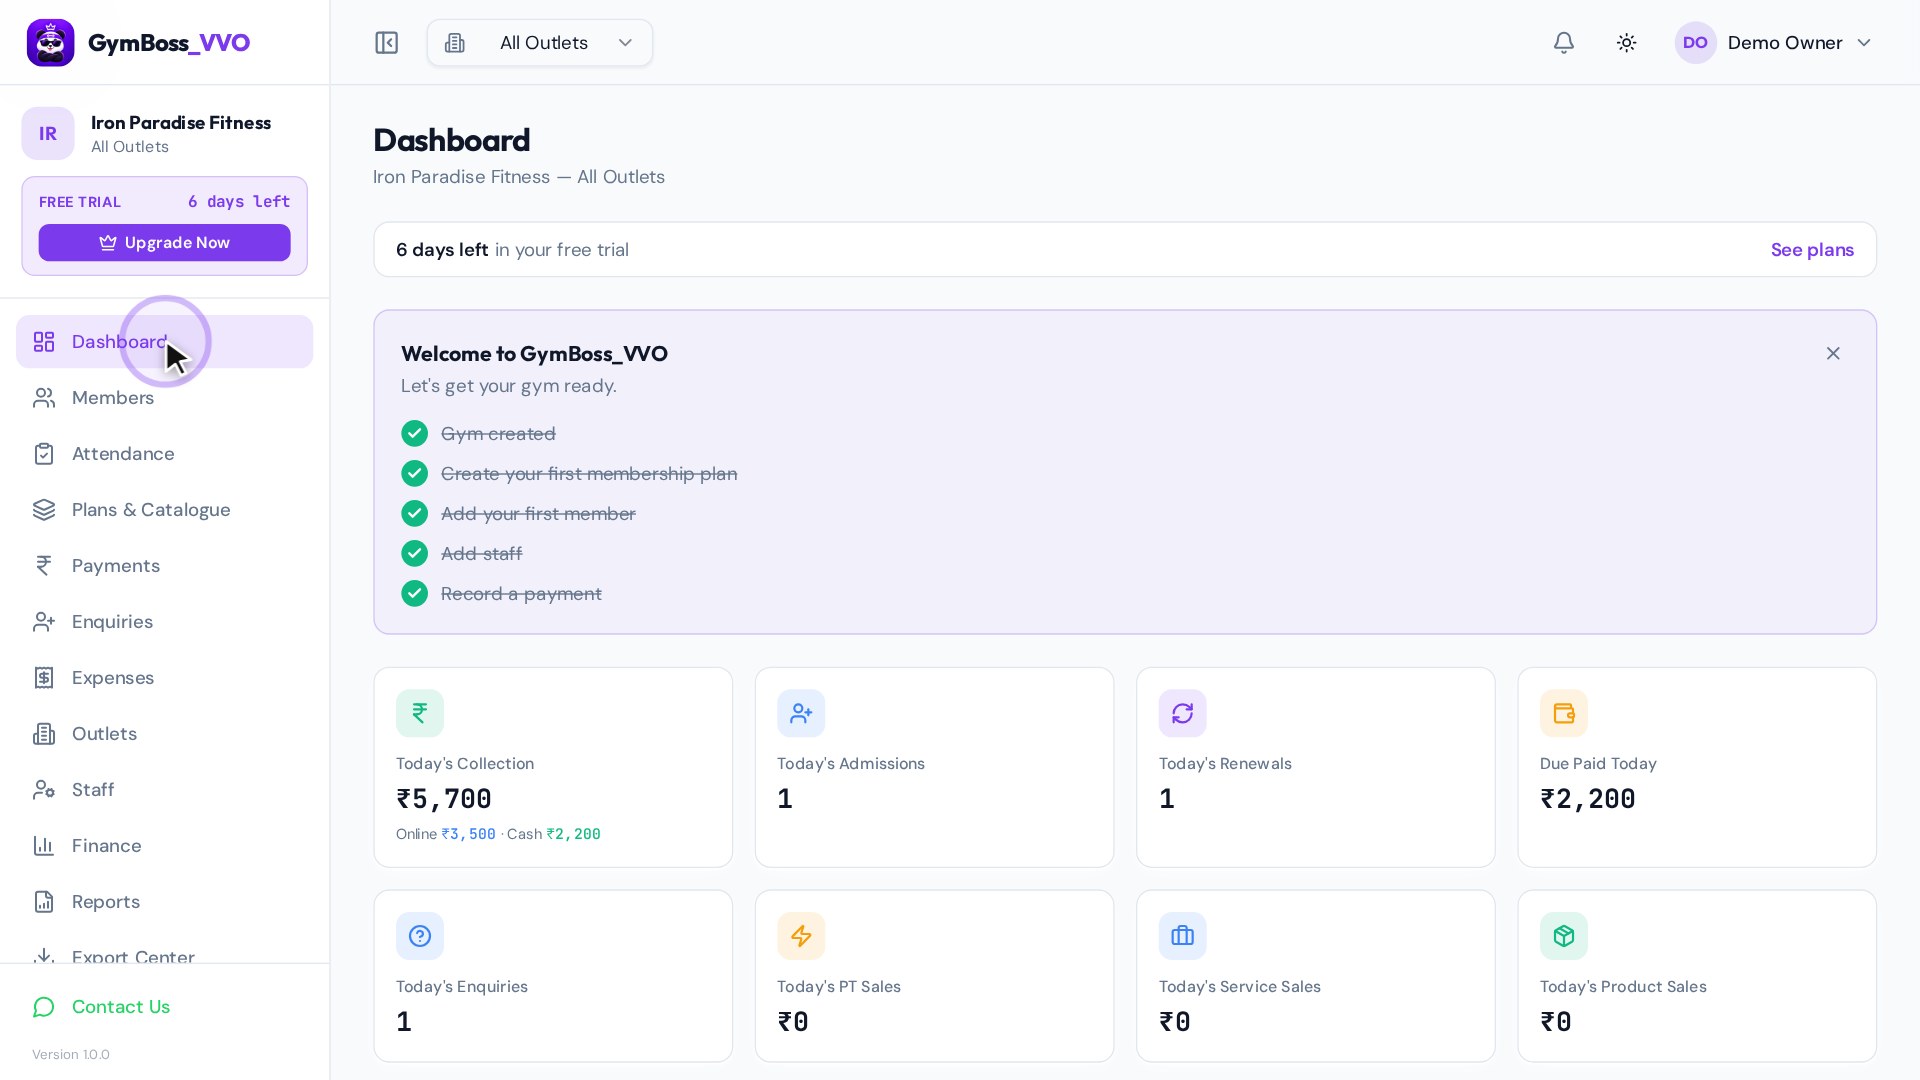 GymBoss_VVO
All Outlets
DO
Demo Owner
IR
Iron Paradise Fitness
All Outlets
FREE TRIAL
6 days left
Upgrade Now
Dashboard
Members
Attendance
Plans & Catalogue
Payments
Enquiries
Expenses
Outlets
Staff
Finance
Reports
Export Center
Contact Us
Version 1.0.0
Dashboard
Iron Paradise Fitness — All Outlets
6 days left in your free trial
See plans
Welcome to GymBoss_VVO
Let's get your gym ready.
Gym created
Create your first membership plan
Add your first member
Add staff
Record a payment
Today's Collection
₹5,700
Online ₹3,500 · Cash ₹2,200
Today's Admissions
1
Today's Renewals
1
Due Paid Today
₹2,200
Today's Enquiries
1
Today's PT Sales
₹0
Today's Service Sales
₹0
Today's Product Sales
₹0